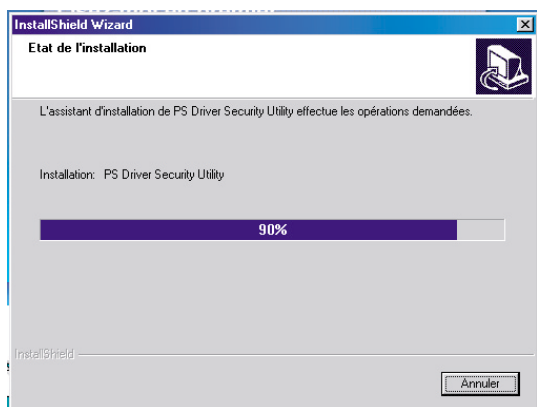 InstallShield Wizard
Etat de l'installation
L'assistant d'installation de PS Driver Security Utility effectue les opérations demandées.
Installation: PS Driver Security Utility
90%
InstallShield
Annuler